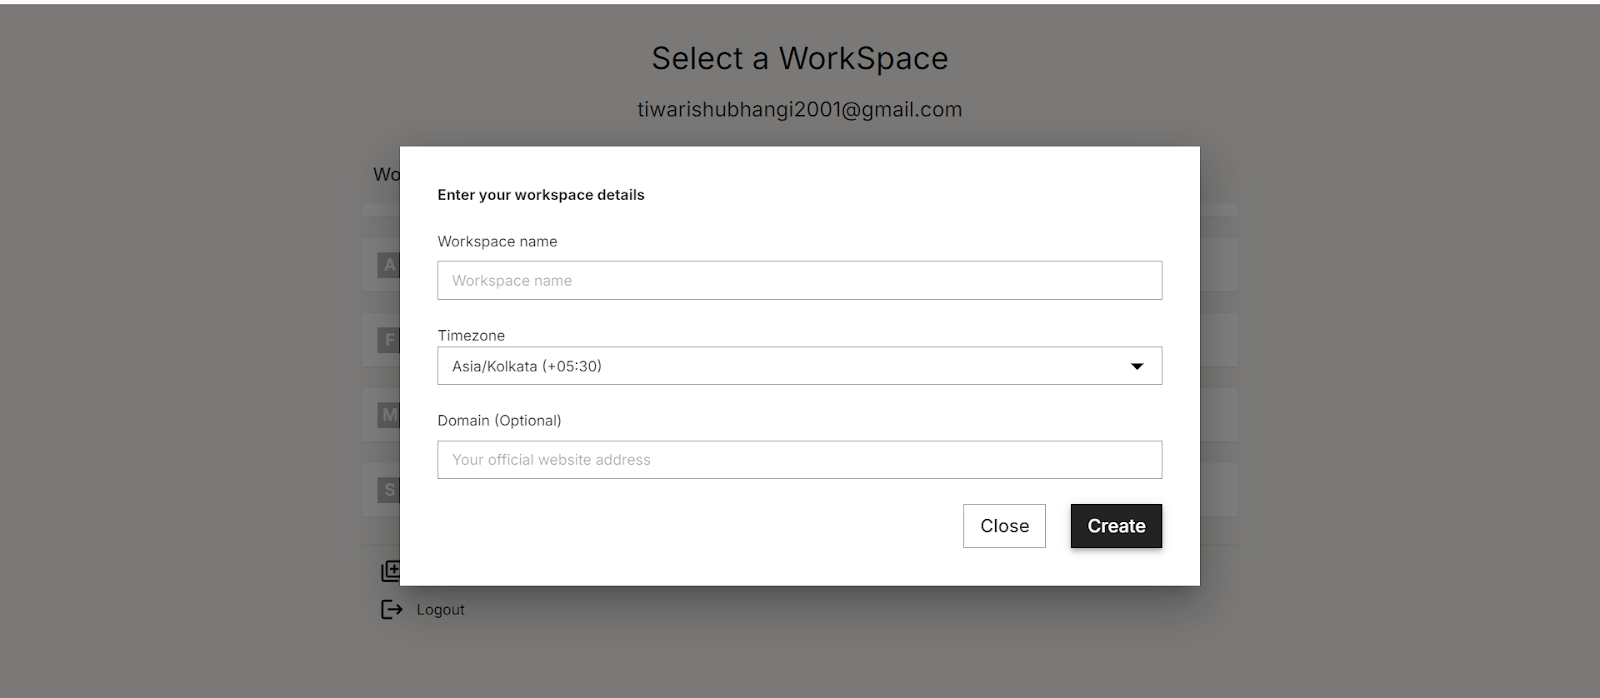 Select a WorkSpace
tiwarishubhangi2001@gmail.com
Enter your workspace details
Workspace name
Workspace name
Timezone
Asia/Kolkata (+05:30)
Domain (Optional)
Your official website address
Close
Create
A
F
M
S
Logout